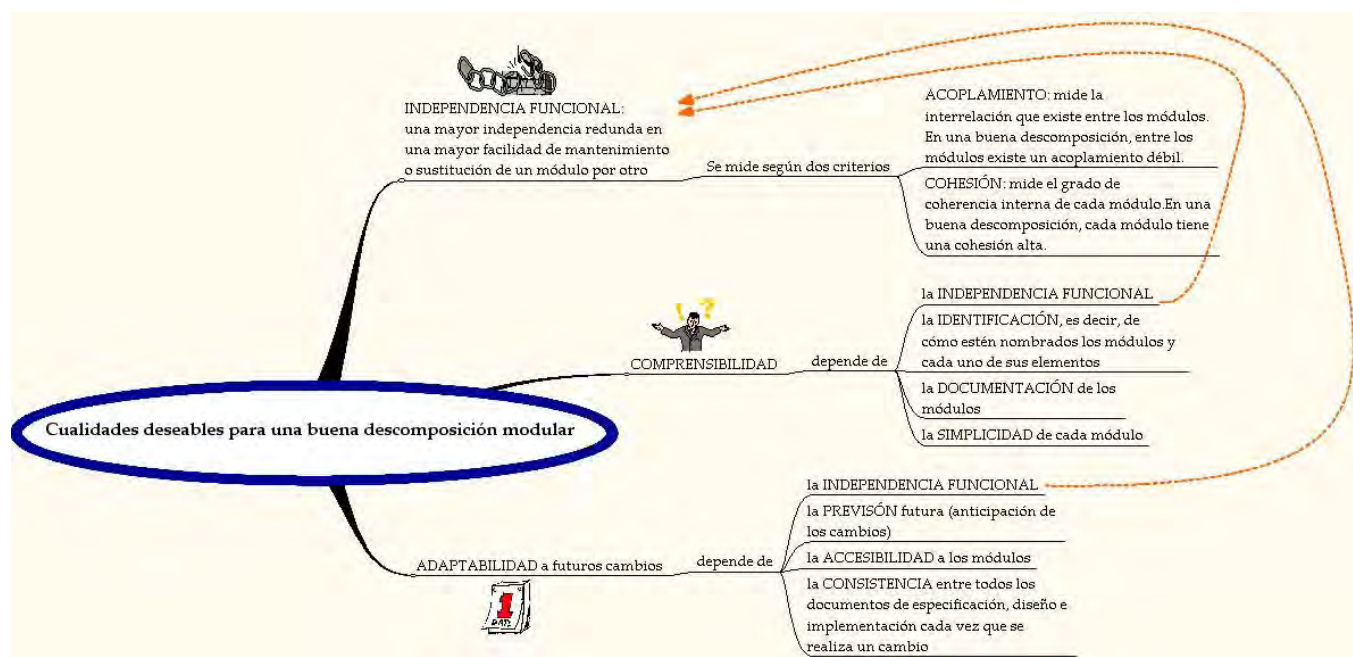 INDEPENDENCIA FUNCIONAL:
una mayor independencia redunda en
una mayor facilidad de mantenimiento
o sustitución de un módulo por otro
Se mide según dos criterios
ACOPLAMIENTO: mide la
interrelación que existe entre los módulos.
En una buena descomposición, entre los
módulos existe un acoplamiento débil.
COHESIÓN: mide el grado de
coherencia interna de cada módulo.En una
buena descomposición, cada módulo tiene
una cohesión alta.
COMPRENSIBILIDAD
depende de
la INDEPENDENCIA FUNCIONAL
la IDENTIFICACIÓN, es decir, de
cómo estén nombrados los módulos y
cada uno de sus elementos
la DOCUMENTACIÓN de los
módulos
la SIMPLICIDAD de cada módulo
Cualidades deseables para una buena descomposición modular
ADAPTABILIDAD a futuros cambios
depende de
la INDEPENDENCIA FUNCIONAL
la PREVISÓN futura (anticipación de
los cambios)
la ACCESIBILIDAD a los módulos
la CONSISTENCIA entre todos los
documentos de especificación, diseño e
implementación cada vez que se
realiza un cambio
1